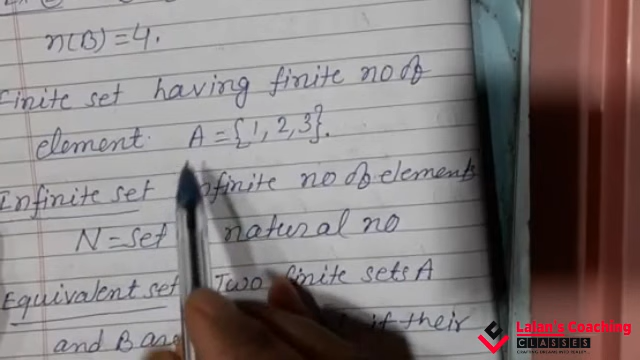 n(B)=4.
Finite set having finite no of
element. A = {1, 2, 3}.
Infinite set infinite no of elements
N = set natural no
Equivalent set Two finite sets A
and B are if their
Lalan's Coaching
CLASSES